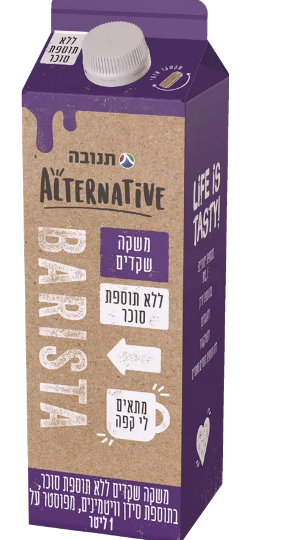 ללא
תוספת
סוכר
תנובה
ALTERNATIVE
BARISTA
משקה
שקדים
ללא תוספת
סוכר
מתאים
לי קפה
LIFE IS
TASTY!
משקה שקדים ללא תוספת סוכר,
בתוספת סידן וויטמינים, מפוסטר על
1 ליטר